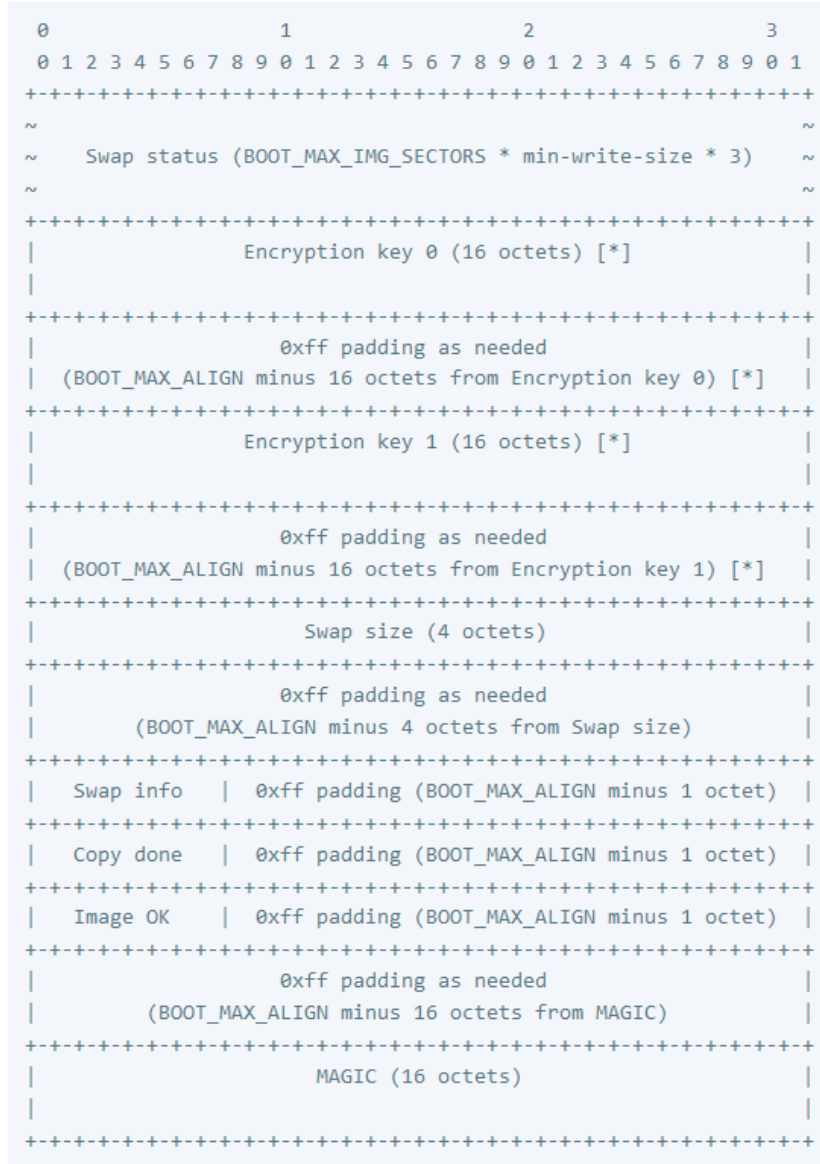 0                   1                   2                   3
0 1 2 3 4 5 6 7 8 9 0 1 2 3 4 5 6 7 8 9 0 1 2 3 4 5 6 7 8 9 0 1
+-+-+-+-+-+-+-+-+-+-+-+-+-+-+-+-+-+-+-+-+-+-+-+-+-+-+-+-+-+-+-+-+
~                                                               ~
~    Swap status (BOOT_MAX_IMG_SECTORS * min-write-size * 3)    ~
~                                                               ~
+-+-+-+-+-+-+-+-+-+-+-+-+-+-+-+-+-+-+-+-+-+-+-+-+-+-+-+-+-+-+-+-+
|                 Encryption key 0 (16 octets) [*]              |
|                                                               |
+-+-+-+-+-+-+-+-+-+-+-+-+-+-+-+-+-+-+-+-+-+-+-+-+-+-+-+-+-+-+-+-+
|                    0xff padding as needed                     |
|  (BOOT_MAX_ALIGN minus 16 octets from Encryption key 0) [*]   |
+-+-+-+-+-+-+-+-+-+-+-+-+-+-+-+-+-+-+-+-+-+-+-+-+-+-+-+-+-+-+-+-+
|                 Encryption key 1 (16 octets) [*]              |
|                                                               |
+-+-+-+-+-+-+-+-+-+-+-+-+-+-+-+-+-+-+-+-+-+-+-+-+-+-+-+-+-+-+-+-+
|                    0xff padding as needed                     |
|  (BOOT_MAX_ALIGN minus 16 octets from Encryption key 1) [*]   |
+-+-+-+-+-+-+-+-+-+-+-+-+-+-+-+-+-+-+-+-+-+-+-+-+-+-+-+-+-+-+-+-+
|                      Swap size (4 octets)                     |
+-+-+-+-+-+-+-+-+-+-+-+-+-+-+-+-+-+-+-+-+-+-+-+-+-+-+-+-+-+-+-+-+
|                    0xff padding as needed                     |
|        (BOOT_MAX_ALIGN minus 4 octets from Swap size)         |
+-+-+-+-+-+-+-+-+-+-+-+-+-+-+-+-+-+-+-+-+-+-+-+-+-+-+-+-+-+-+-+-+
|   Swap info   |  0xff padding (BOOT_MAX_ALIGN minus 1 octet)  |
+-+-+-+-+-+-+-+-+-+-+-+-+-+-+-+-+-+-+-+-+-+-+-+-+-+-+-+-+-+-+-+-+
|   Copy done   |  0xff padding (BOOT_MAX_ALIGN minus 1 octet)  |
+-+-+-+-+-+-+-+-+-+-+-+-+-+-+-+-+-+-+-+-+-+-+-+-+-+-+-+-+-+-+-+-+
|   Image OK    |  0xff padding (BOOT_MAX_ALIGN minus 1 octet)  |
+-+-+-+-+-+-+-+-+-+-+-+-+-+-+-+-+-+-+-+-+-+-+-+-+-+-+-+-+-+-+-+-+
|                    0xff padding as needed                     |
|         (BOOT_MAX_ALIGN minus 16 octets from MAGIC)           |
+-+-+-+-+-+-+-+-+-+-+-+-+-+-+-+-+-+-+-+-+-+-+-+-+-+-+-+-+-+-+-+-+
|                       MAGIC (16 octets)                       |
|                                                               |
+-+-+-+-+-+-+-+-+-+-+-+-+-+-+-+-+-+-+-+-+-+-+-+-+-+-+-+-+-+-+-+-+